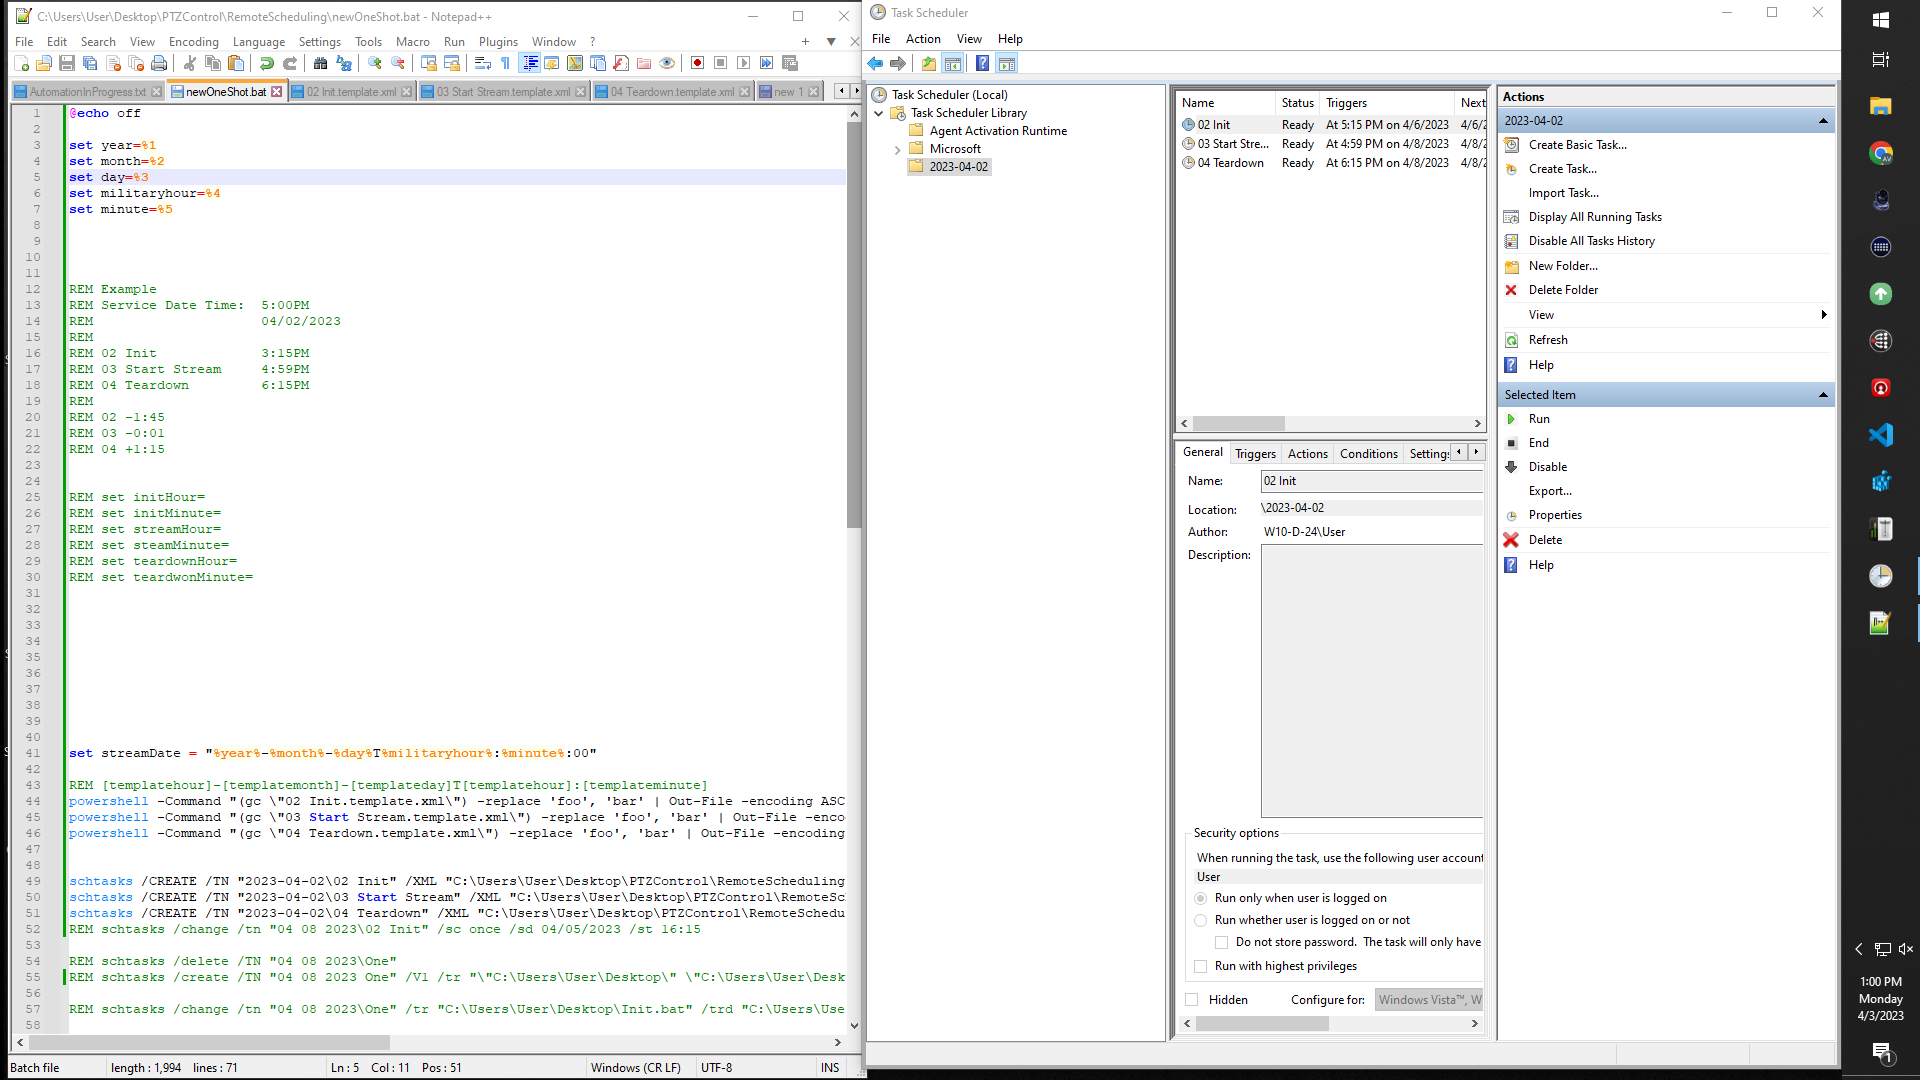 C:\Users\User\Desktop\PTZControl\RemoteScheduling\newOneShot.bat - Notepad++
File Edit Search View Encoding Language Settings Tools Macro Run Plugins Window ?
AutomationInProgress.txt newOneShot.bat 02 Init.template.xml 03 Start Stream.template.xml 04 Teardown.template.xml new 1
1 @echo off
2
3 set year=%1
4 set month=%2
5 set day=%3
6 set militaryhour=%4
7 set minute=%5
8
9
10
11
12 REM Example
13 REM Service Date Time: 5:00PM
14 REM 04/02/2023
15 REM
16 REM 02 Init 3:15PM
17 REM 03 Start Stream 4:59PM
18 REM 04 Teardown 6:15PM
19 REM
20 REM 02 -1:45
21 REM 03 -0:01
22 REM 04 +1:15
23
24
25 REM set initHour=
26 REM set initMinute=
27 REM set streamHour=
28 REM set steamMinute=
29 REM set teardownHour=
30 REM set teardwonMinute=
31
32
33
34
35
36
37
38
39
40
41 set streamDate = "%year%-%month%-%day%T%militaryhour%:%minute%:00"
42
43 REM [templatehour]-[templatemonth]-[templateday]T[templatehour]:[templateminute]
44 powershell -Command "(gc \"02 Init.template.xml\") -replace 'foo', 'bar' | Out-File -encoding ASC
45 powershell -Command "(gc \"03 Start Stream.template.xml\") -replace 'foo', 'bar' | Out-File -enco
46 powershell -Command "(gc \"04 Teardown.template.xml\") -replace 'foo', 'bar' | Out-File -encoding
47
48
49 schtasks /CREATE /TN "2023-04-02\02 Init" /XML "C:\Users\User\Desktop\PTZControl\RemoteScheduling
50 schtasks /CREATE /TN "2023-04-02\03 Start Stream" /XML "C:\Users\User\Desktop\PTZControl\RemoteSc
51 schtasks /CREATE /TN "2023-04-02\04 Teardown" /XML "C:\Users\User\Desktop\PTZControl\RemoteSchedu
52 REM schtasks /change /tn "04 08 2023\02 Init" /sc once /sd 04/05/2023 /st 16:15
53
54 REM schtasks /delete /TN "04 08 2023\One"
55 REM schtasks /create /TN "04 08 2023 One" /V1 /tr "\"C:\Users\User\Desktop\" \"C:\Users\User\Desk
56
57 REM schtasks /change /tn "04 08 2023\One" /tr "C:\Users\User\Desktop\Init.bat" /trd "C:\Users\Use
58
Batch file length : 1,994 lines : 71 Ln : 5 Col : 11 Pos : 51 Windows (CR LF) UTF-8 INS
Task Scheduler
File Action View Help
Task Scheduler (Local)
Task Scheduler Library
Agent Activation Runtime
Microsoft
2023-04-02
Name Status Triggers Next
02 Init Ready At 5:15 PM on 4/6/2023 4/6/2
03 Start Stre... Ready At 4:59 PM on 4/8/2023 4/8/2
04 Teardown Ready At 6:15 PM on 4/8/2023 4/8/2
General Triggers Actions Conditions Settings
Name: 02 Init
Location: \2023-04-02
Author: W10-D-24\User
Description:
Security options
When running the task, use the following user account
User
Run only when user is logged on
Run whether user is logged on or not
Do not store password. The task will only have
Run with highest privileges
Hidden Configure for: Windows Vista™, W
Actions
2023-04-02
Create Basic Task...
Create Task...
Import Task...
Display All Running Tasks
Disable All Tasks History
New Folder...
Delete Folder
View
Refresh
Help
Selected Item
Run
End
Disable
Export...
Properties
Delete
Help
1:00 PM
Monday
4/3/2023
1